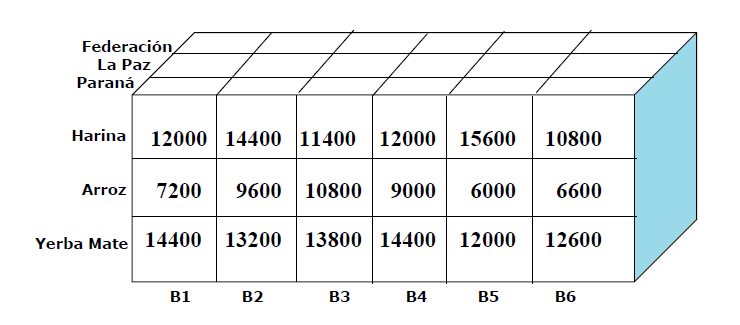 Federación
La Paz
Paraná
Harina 12000 14400 11400 12000 15600 10800
Arroz 7200 9600 10800 9000 6000 6600
Yerba Mate 14400 13200 13800 14400 12000 12600
B1 B2 B3 B4 B5 B6